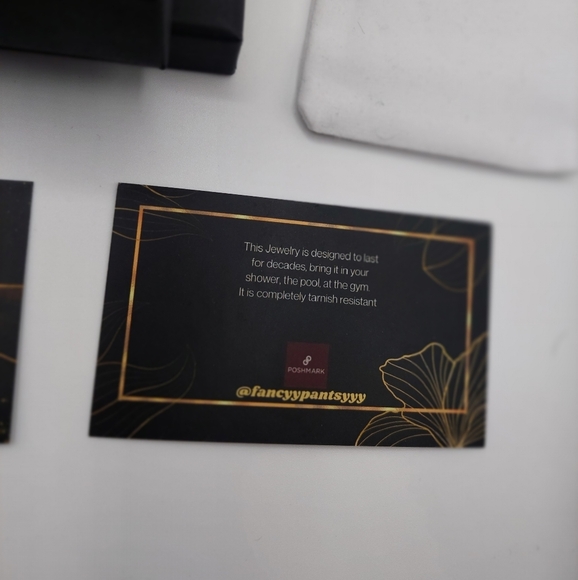 This Jewelry is designed to last
for decades, bring it in your
shower, the pool, at the gym.
It is completely tarnish resistant
POSHMARK
@fancyypantsyyy